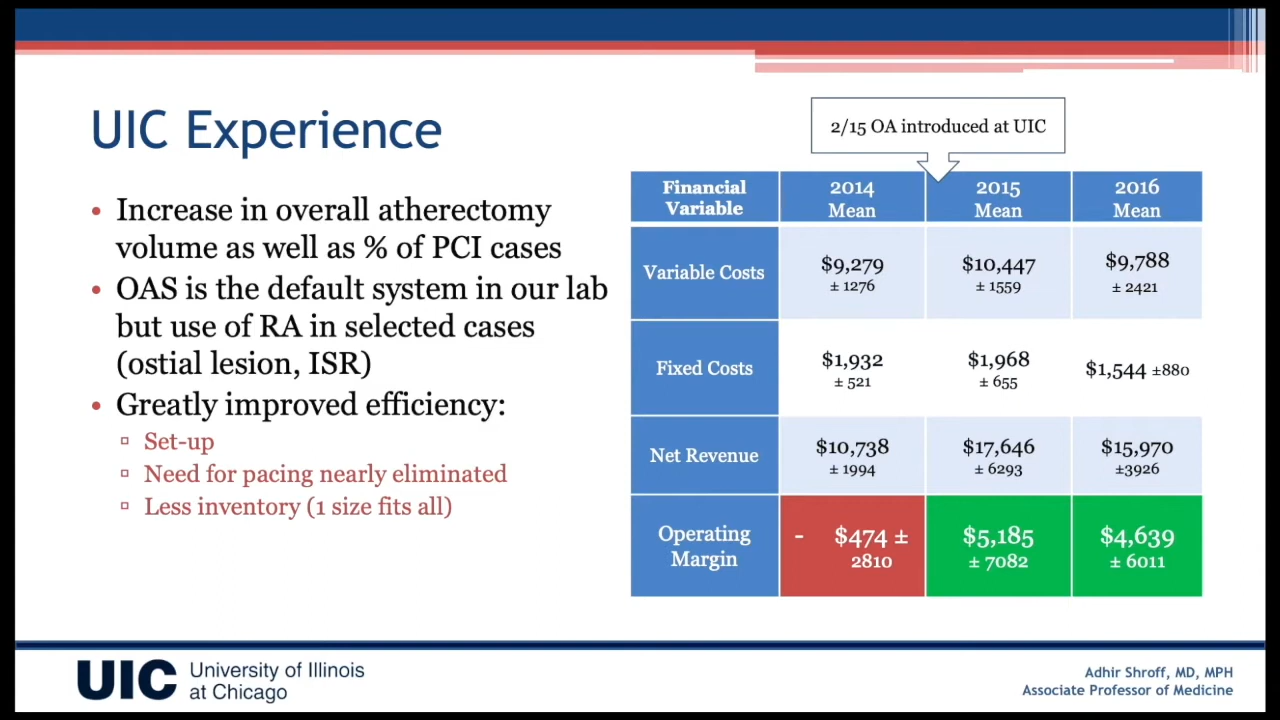 UIC Experience
• Increase in overall atherectomy
volume as well as % of PCI cases
• OAS is the default system in our lab
but use of RA in selected cases
(ostial lesion, ISR)
• Greatly improved efficiency:
▫ Set-up
▫ Need for pacing nearly eliminated
▫ Less inventory (1 size fits all)
2/15 OA introduced at UIC
Financial Variable 2014 Mean 2015 Mean 2016 Mean
Variable Costs $9,279 ± 1276 $10,447 ± 1559 $9,788 ± 2421
Fixed Costs $1,932 ± 521 $1,968 ± 655 $1,544 ±880
Net Revenue $10,738 ± 1994 $17,646 ± 6293 $15,970 ±3926
Operating Margin - $474 ± 2810 $5,185 ± 7082 $4,639 ± 6011
UIC University of Illinois
at Chicago
Adhir Shroff, MD, MPH
Associate Professor of Medicine